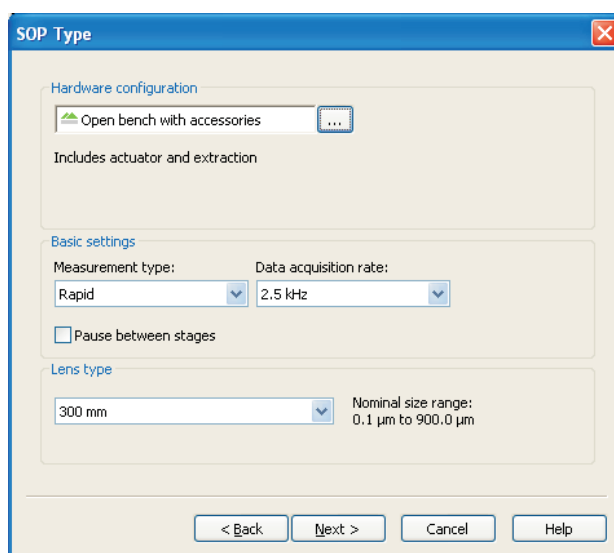 SOP Type
Hardware configuration
Open bench with accessories
...
Includes actuator and extraction
Basic settings
Measurement type:
Data acquisition rate:
Rapid
2.5 kHz
Pause between stages
Lens type
300 mm
Nominal size range:
0.1 µm to 900.0 µm
< Back
Next >
Cancel
Help